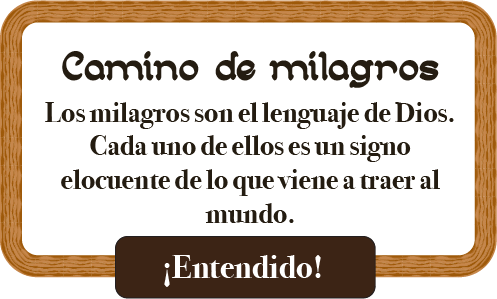 Camino de milagros
Los milagros son el lenguaje de Dios.
Cada uno de ellos es un signo
elocuente de lo que viene a traer al
mundo.
¡Entendido!